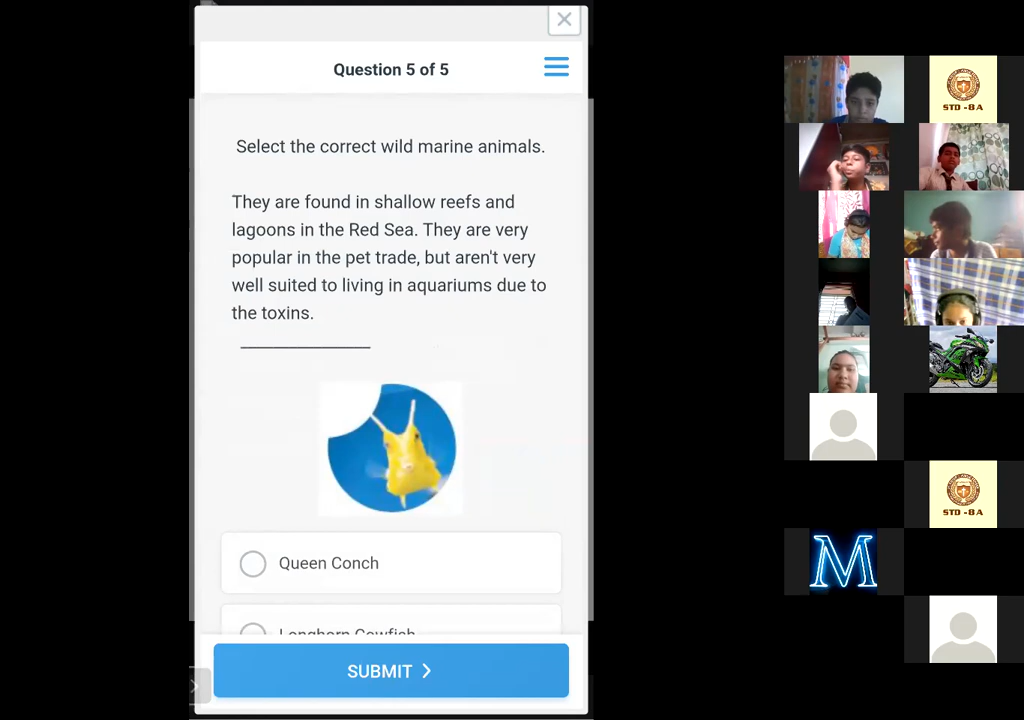 Question 5 of 5
Select the correct wild marine animals.
They are found in shallow reefs and
lagoons in the Red Sea. They are very
popular in the pet trade, but aren't very
well suited to living in aquariums due to
the toxins.
Queen Conch
Longhorn Cowfish
SUBMIT
STD -8A
STD -8A
M